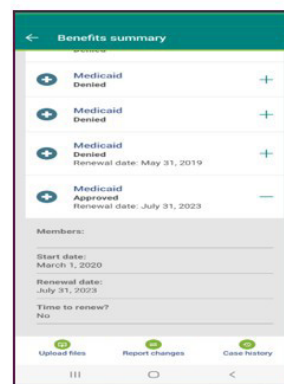 Benefits summary
Denied
Medicaid
Denied
Medicaid
Denied
Medicaid
Denied
Renewal date: May 31, 2019
Medicaid
Approved
Renewal date: July 31, 2023
Members:
Start date:
March 1, 2020
Renewal date:
July 31, 2023
Time to renew?
No
Upload files
Report changes
Case history